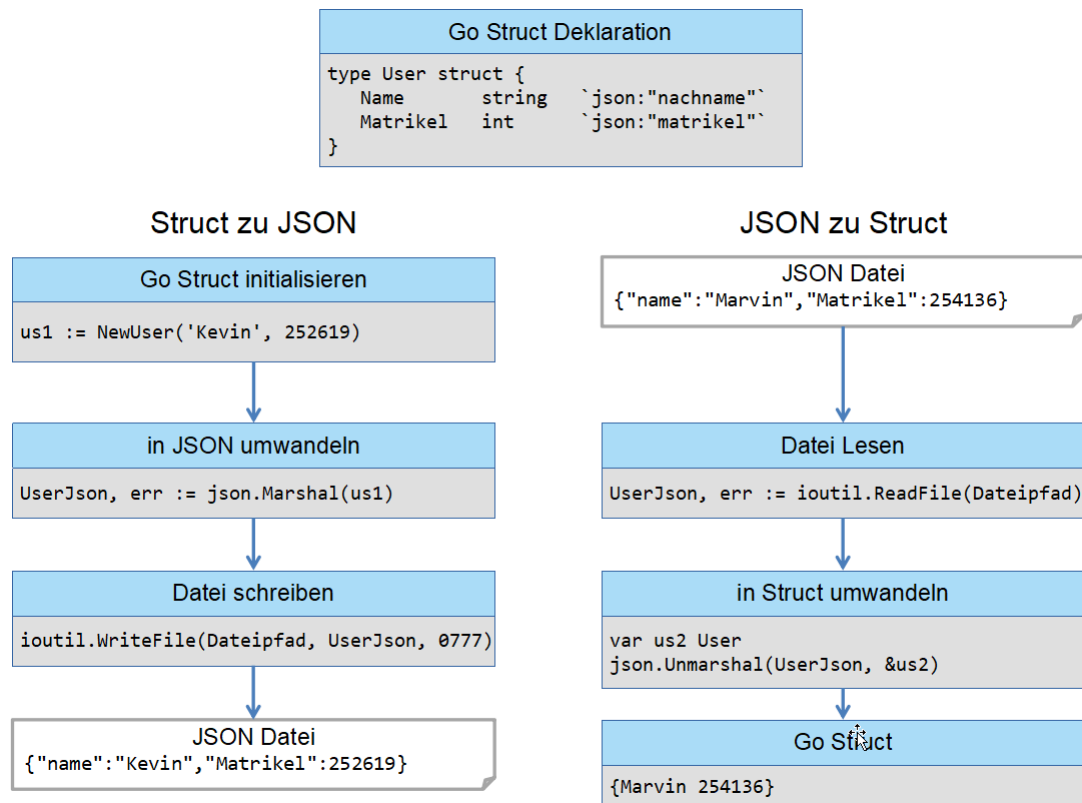 Go Struct Deklaration
type User struct {
Name string `json:"nachname"`
Matrikel int `json:"matrikel"`
}
Struct zu JSON
Go Struct initialisieren
us1 := NewUser('Kevin', 252619)
in JSON umwandeln
UserJson, err := json.Marshal(us1)
Datei schreiben
ioutil.WriteFile(Dateipfad, UserJson, 0777)
JSON Datei
{"name":"Kevin","Matrikel":252619}
JSON zu Struct
JSON Datei
{"name":"Marvin","Matrikel":254136}
Datei Lesen
UserJson, err := ioutil.ReadFile(Dateipfad)
in Struct umwandeln
var us2 User
json.Unmarshal(UserJson, &us2)
Go Struct
{Marvin 254136}